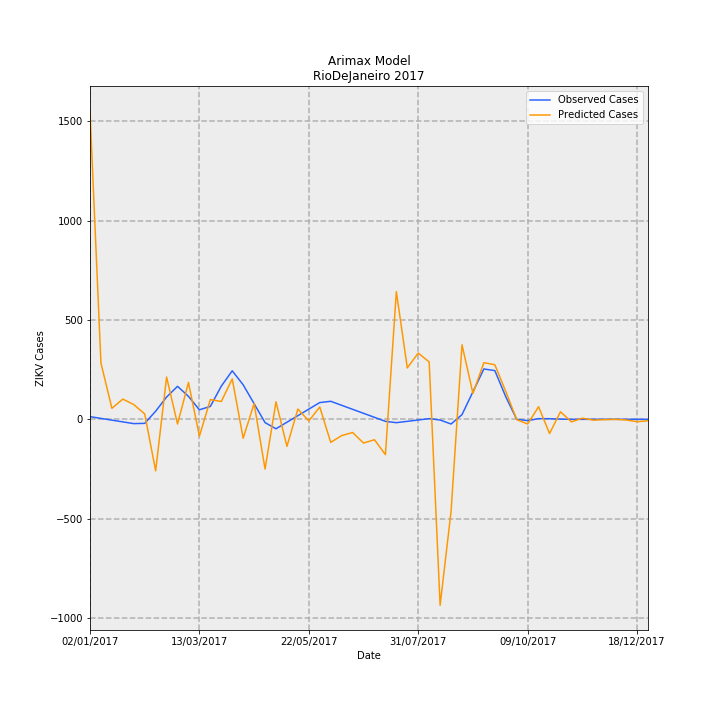 Arimax Model
RioDeJaneiro 2017
Observed Cases
Predicted Cases
ZIKV Cases
1500
1000
500
0
−500
−1000
02/01/2017
13/03/2017
22/05/2017
31/07/2017
09/10/2017
18/12/2017
Date